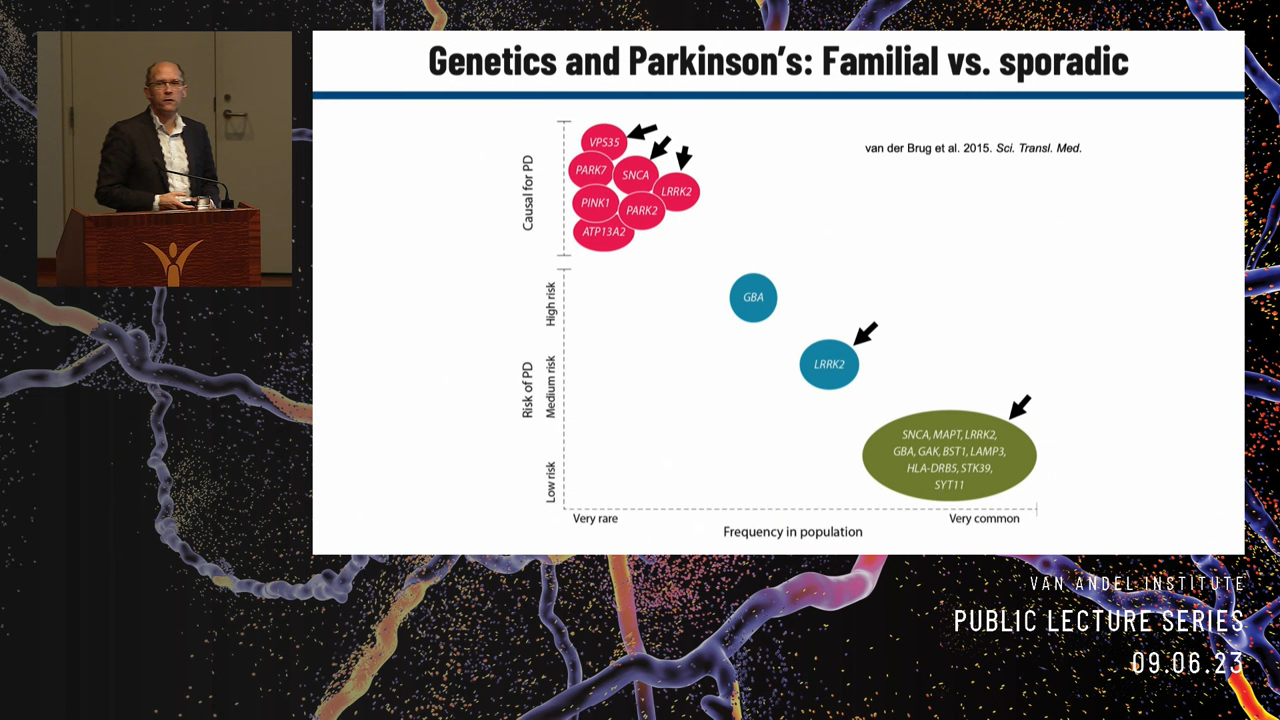 Genetics and Parkinson's: Familial vs. sporadic
van der Brug et al. 2015. Sci. Transl. Med.
Causal for PD
VPS35
PARK7
SNCA
LRRK2
PINK1
PARK2
ATP13A2
Risk of PD
High risk
Medium risk
Low risk
GBA
LRRK2
SNCA, MAPT, LRRK2,
GBA, GAK, BST1, LAMP3,
HLA-DRB5, STK39,
SYT11
Very rare
Very common
Frequency in population
VAN ANDEL INSTITUTE
PUBLIC LECTURE SERIES
09.06.23